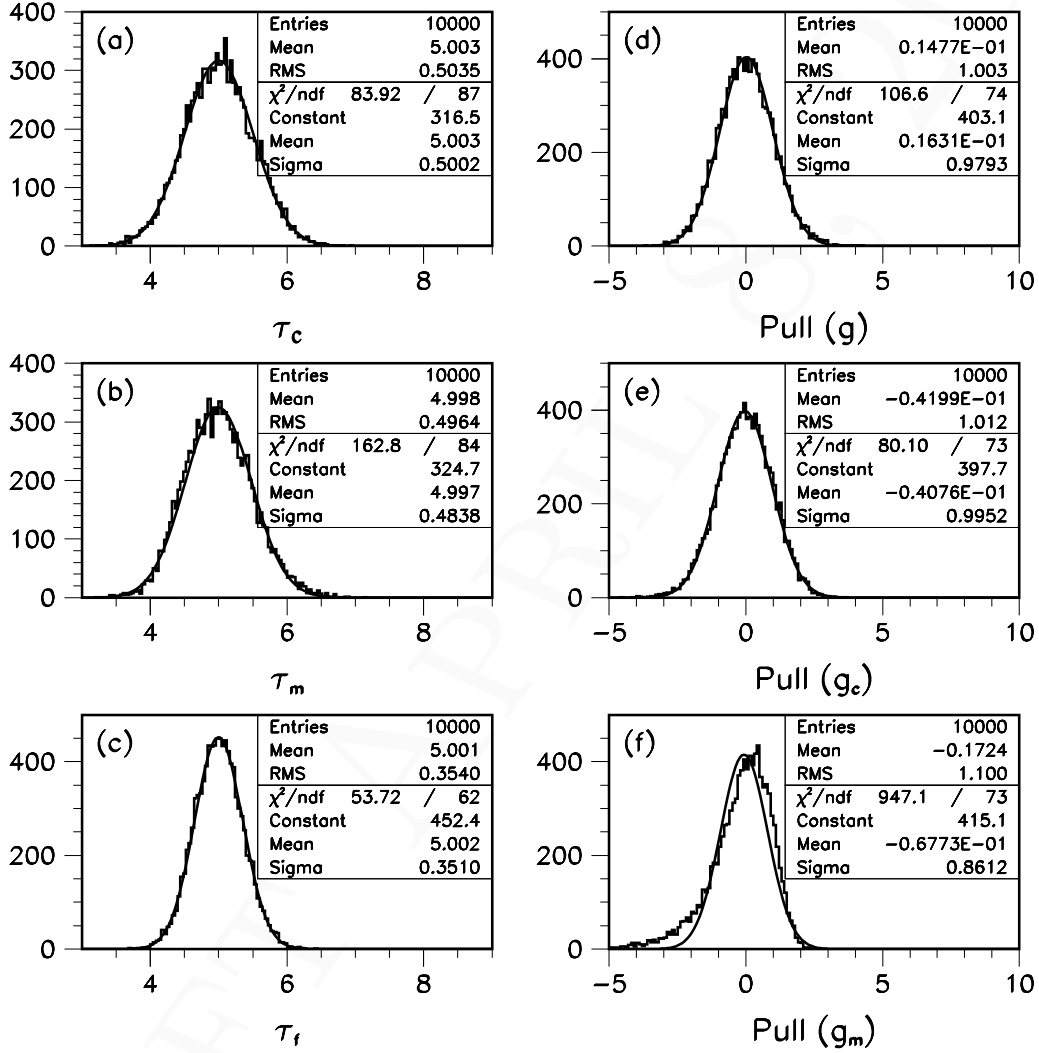 (a)
Entries 10000
Mean 5.003
RMS 0.5035
χ²/ndf 83.92 / 87
Constant 316.5
Mean 5.003
Sigma 0.5002
400
300
200
100
0
4 6 8
τ_c
(d)
Entries 10000
Mean 0.1477E-01
RMS 1.003
χ²/ndf 106.6 / 74
Constant 403.1
Mean 0.1631E-01
Sigma 0.9793
400
200
0
−5 0 5 10
Pull (g)
(b)
Entries 10000
Mean 4.998
RMS 0.4964
χ²/ndf 162.8 / 84
Constant 324.7
Mean 4.997
Sigma 0.4838
400
300
200
100
0
4 6 8
τ_m
(e)
Entries 10000
Mean −0.4199E-01
RMS 1.012
χ²/ndf 80.10 / 73
Constant 397.7
Mean −0.4076E-01
Sigma 0.9952
400
200
0
−5 0 5 10
Pull (g_c)
(c)
Entries 10000
Mean 5.001
RMS 0.3540
χ²/ndf 53.72 / 62
Constant 452.4
Mean 5.002
Sigma 0.3510
400
200
0
4 6 8
τ_f
(f)
Entries 10000
Mean −0.1724
RMS 1.100
χ²/ndf 947.1 / 73
Constant 415.1
Mean −0.6773E-01
Sigma 0.8612
400
200
0
−5 0 5 10
Pull (g_m)